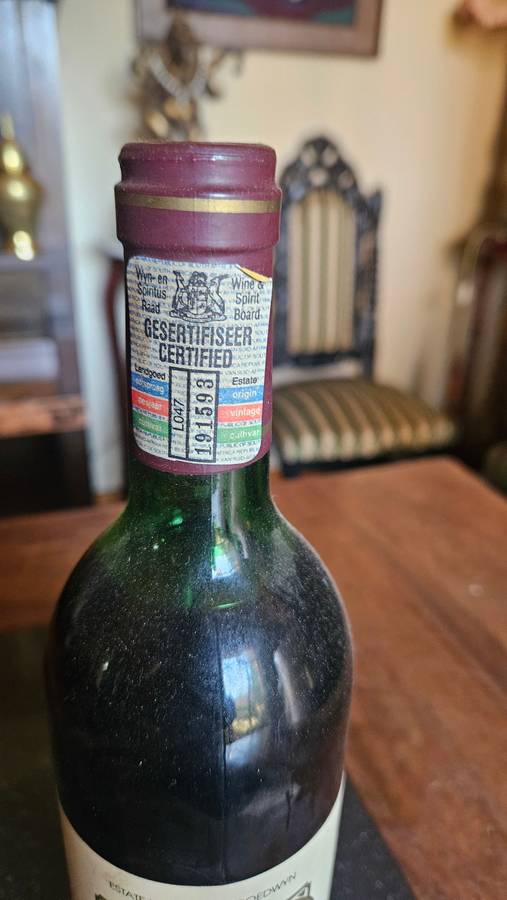 Wyn- en
Spiritus
Raad
Wine &
Spirit
Board
GESERTIFISEER
CERTIFIED
Landgoed
Estate
oorsprong
origin
oesjaar
vintage
cultivar
cultivar
L047
191593
ESTATE